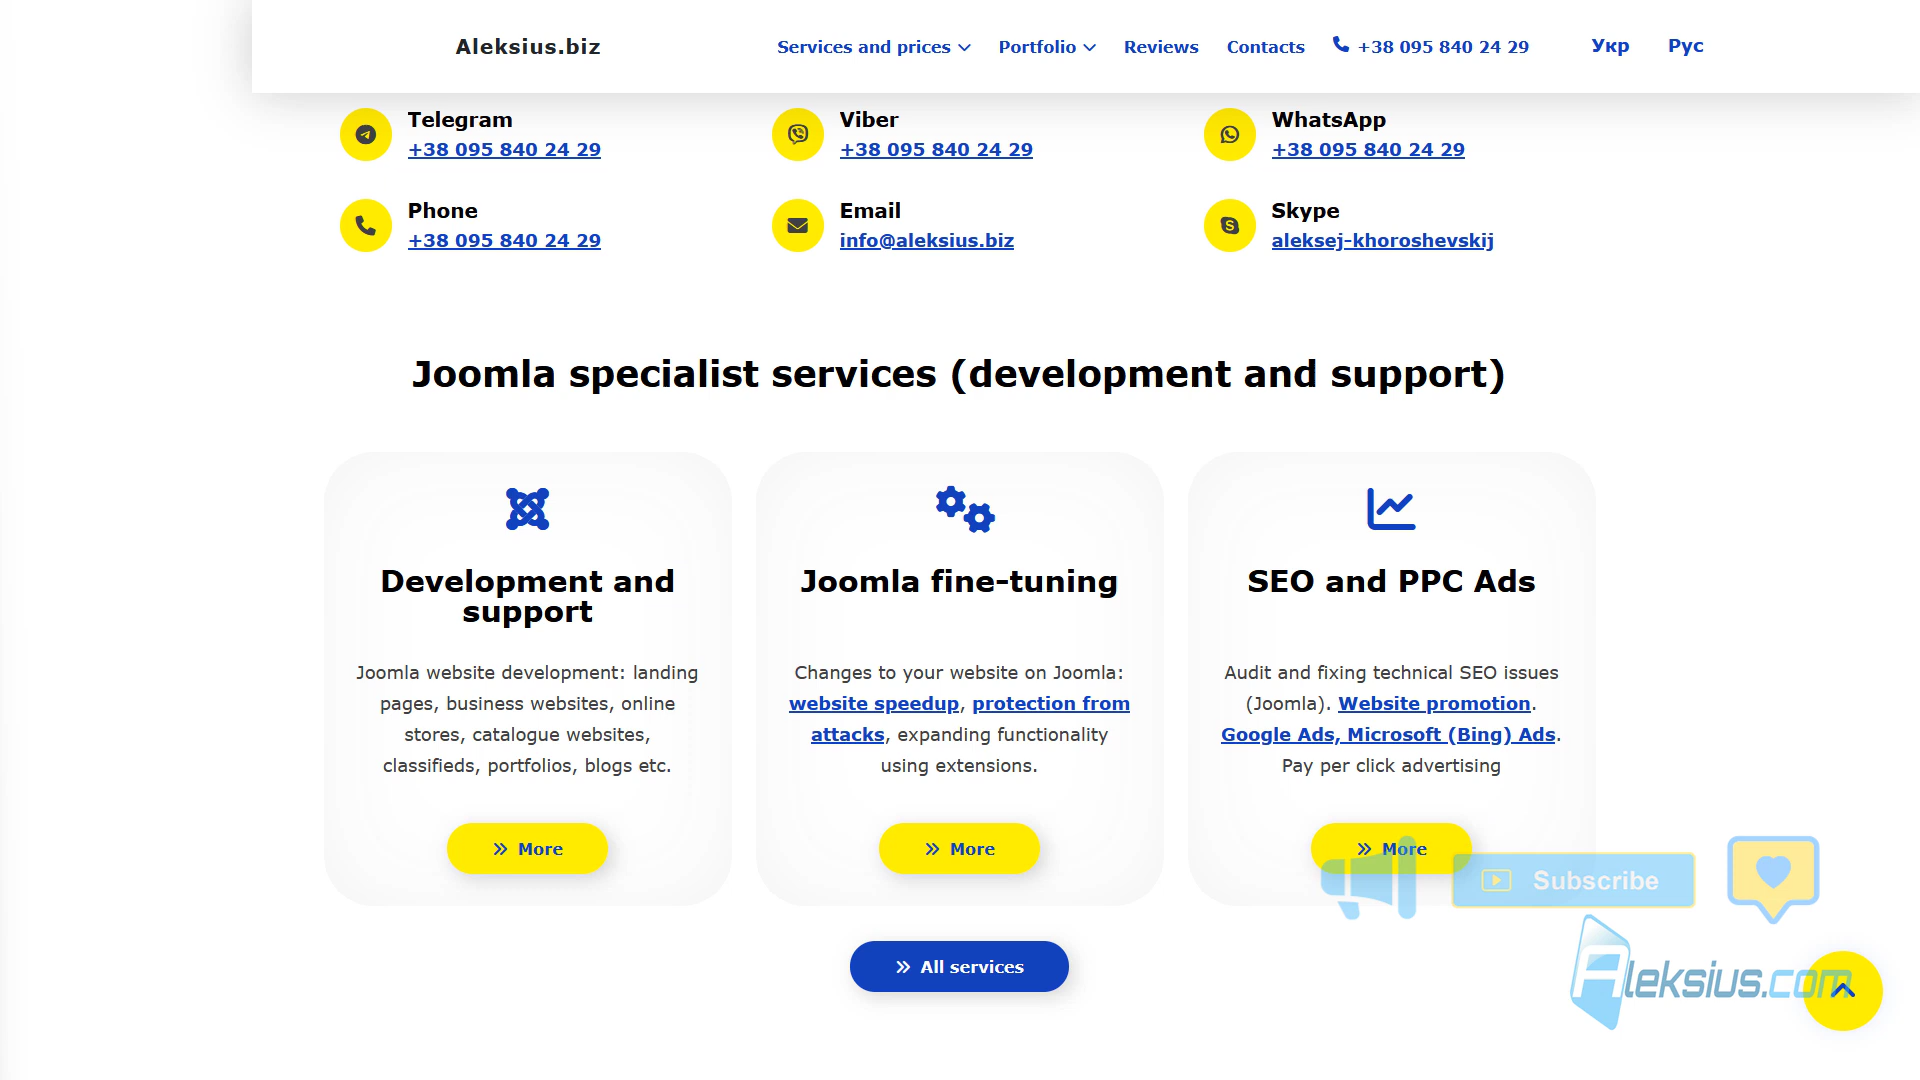 Aleksius.biz
Services and prices
Portfolio
Reviews
Contacts
+38 095 840 24 29
Укр
Рус
Telegram
+38 095 840 24 29
Viber
+38 095 840 24 29
WhatsApp
+38 095 840 24 29
Phone
+38 095 840 24 29
Email
info@aleksius.biz
Skype
aleksej-khoroshevskij
Joomla specialist services (development and support)
Development and
support
Joomla website development: landing
pages, business websites, online
stores, catalogue websites,
classifieds, portfolios, blogs etc.
More
Joomla fine-tuning
Changes to your website on Joomla:
website speedup, protection from
attacks, expanding functionality
using extensions.
More
SEO and PPC Ads
Audit and fixing technical SEO issues
(Joomla). Website promotion.
Google Ads, Microsoft (Bing) Ads.
Pay per click advertising
More
Subscribe
All services
Aleksius.com